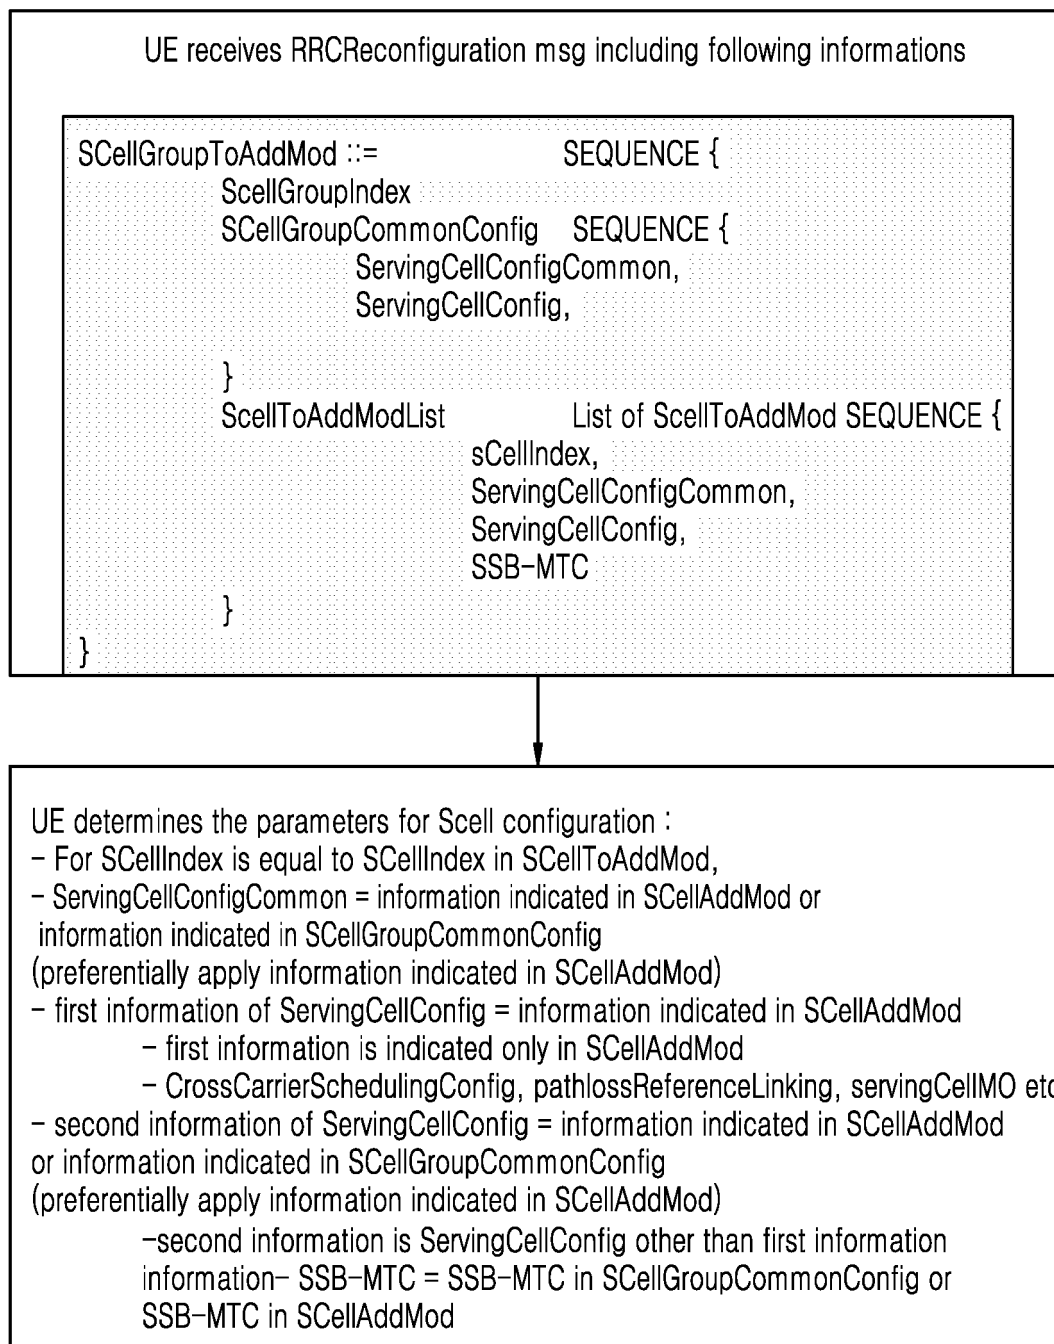 UE receives RRCReconfiguration msg including following informations
SCellGroupToAddMod ::= SEQUENCE {
ScellGroupIndex
SCellGroupCommonConfig SEQUENCE {
ServingCellConfigCommon,
ServingCellConfig,
}
ScellToAddModList List of ScellToAddMod SEQUENCE {
sCellIndex,
ServingCellConfigCommon,
ServingCellConfig,
SSB-MTC
}
}
UE determines the parameters for Scell configuration :
- For SCellIndex is equal to SCellIndex in SCellToAddMod,
- ServingCellConfigCommon = information indicated in SCellAddMod or
information indicated in SCellGroupCommonConfig
(preferentially apply information indicated in SCellAddMod)
- first information of ServingCellConfig = information indicated in SCellAddMod
- first information is indicated only in SCellAddMod
- CrossCarrierSchedulingConfig, pathlossReferenceLinking, servingCellMO etc
- second information of ServingCellConfig = information indicated in SCellAddMod
or information indicated in SCellGroupCommonConfig
(preferentially apply information indicated in SCellAddMod)
-second information is ServingCellConfig other than first information
information- SSB-MTC = SSB-MTC in SCellGroupCommonConfig or
SSB-MTC in SCellAddMod